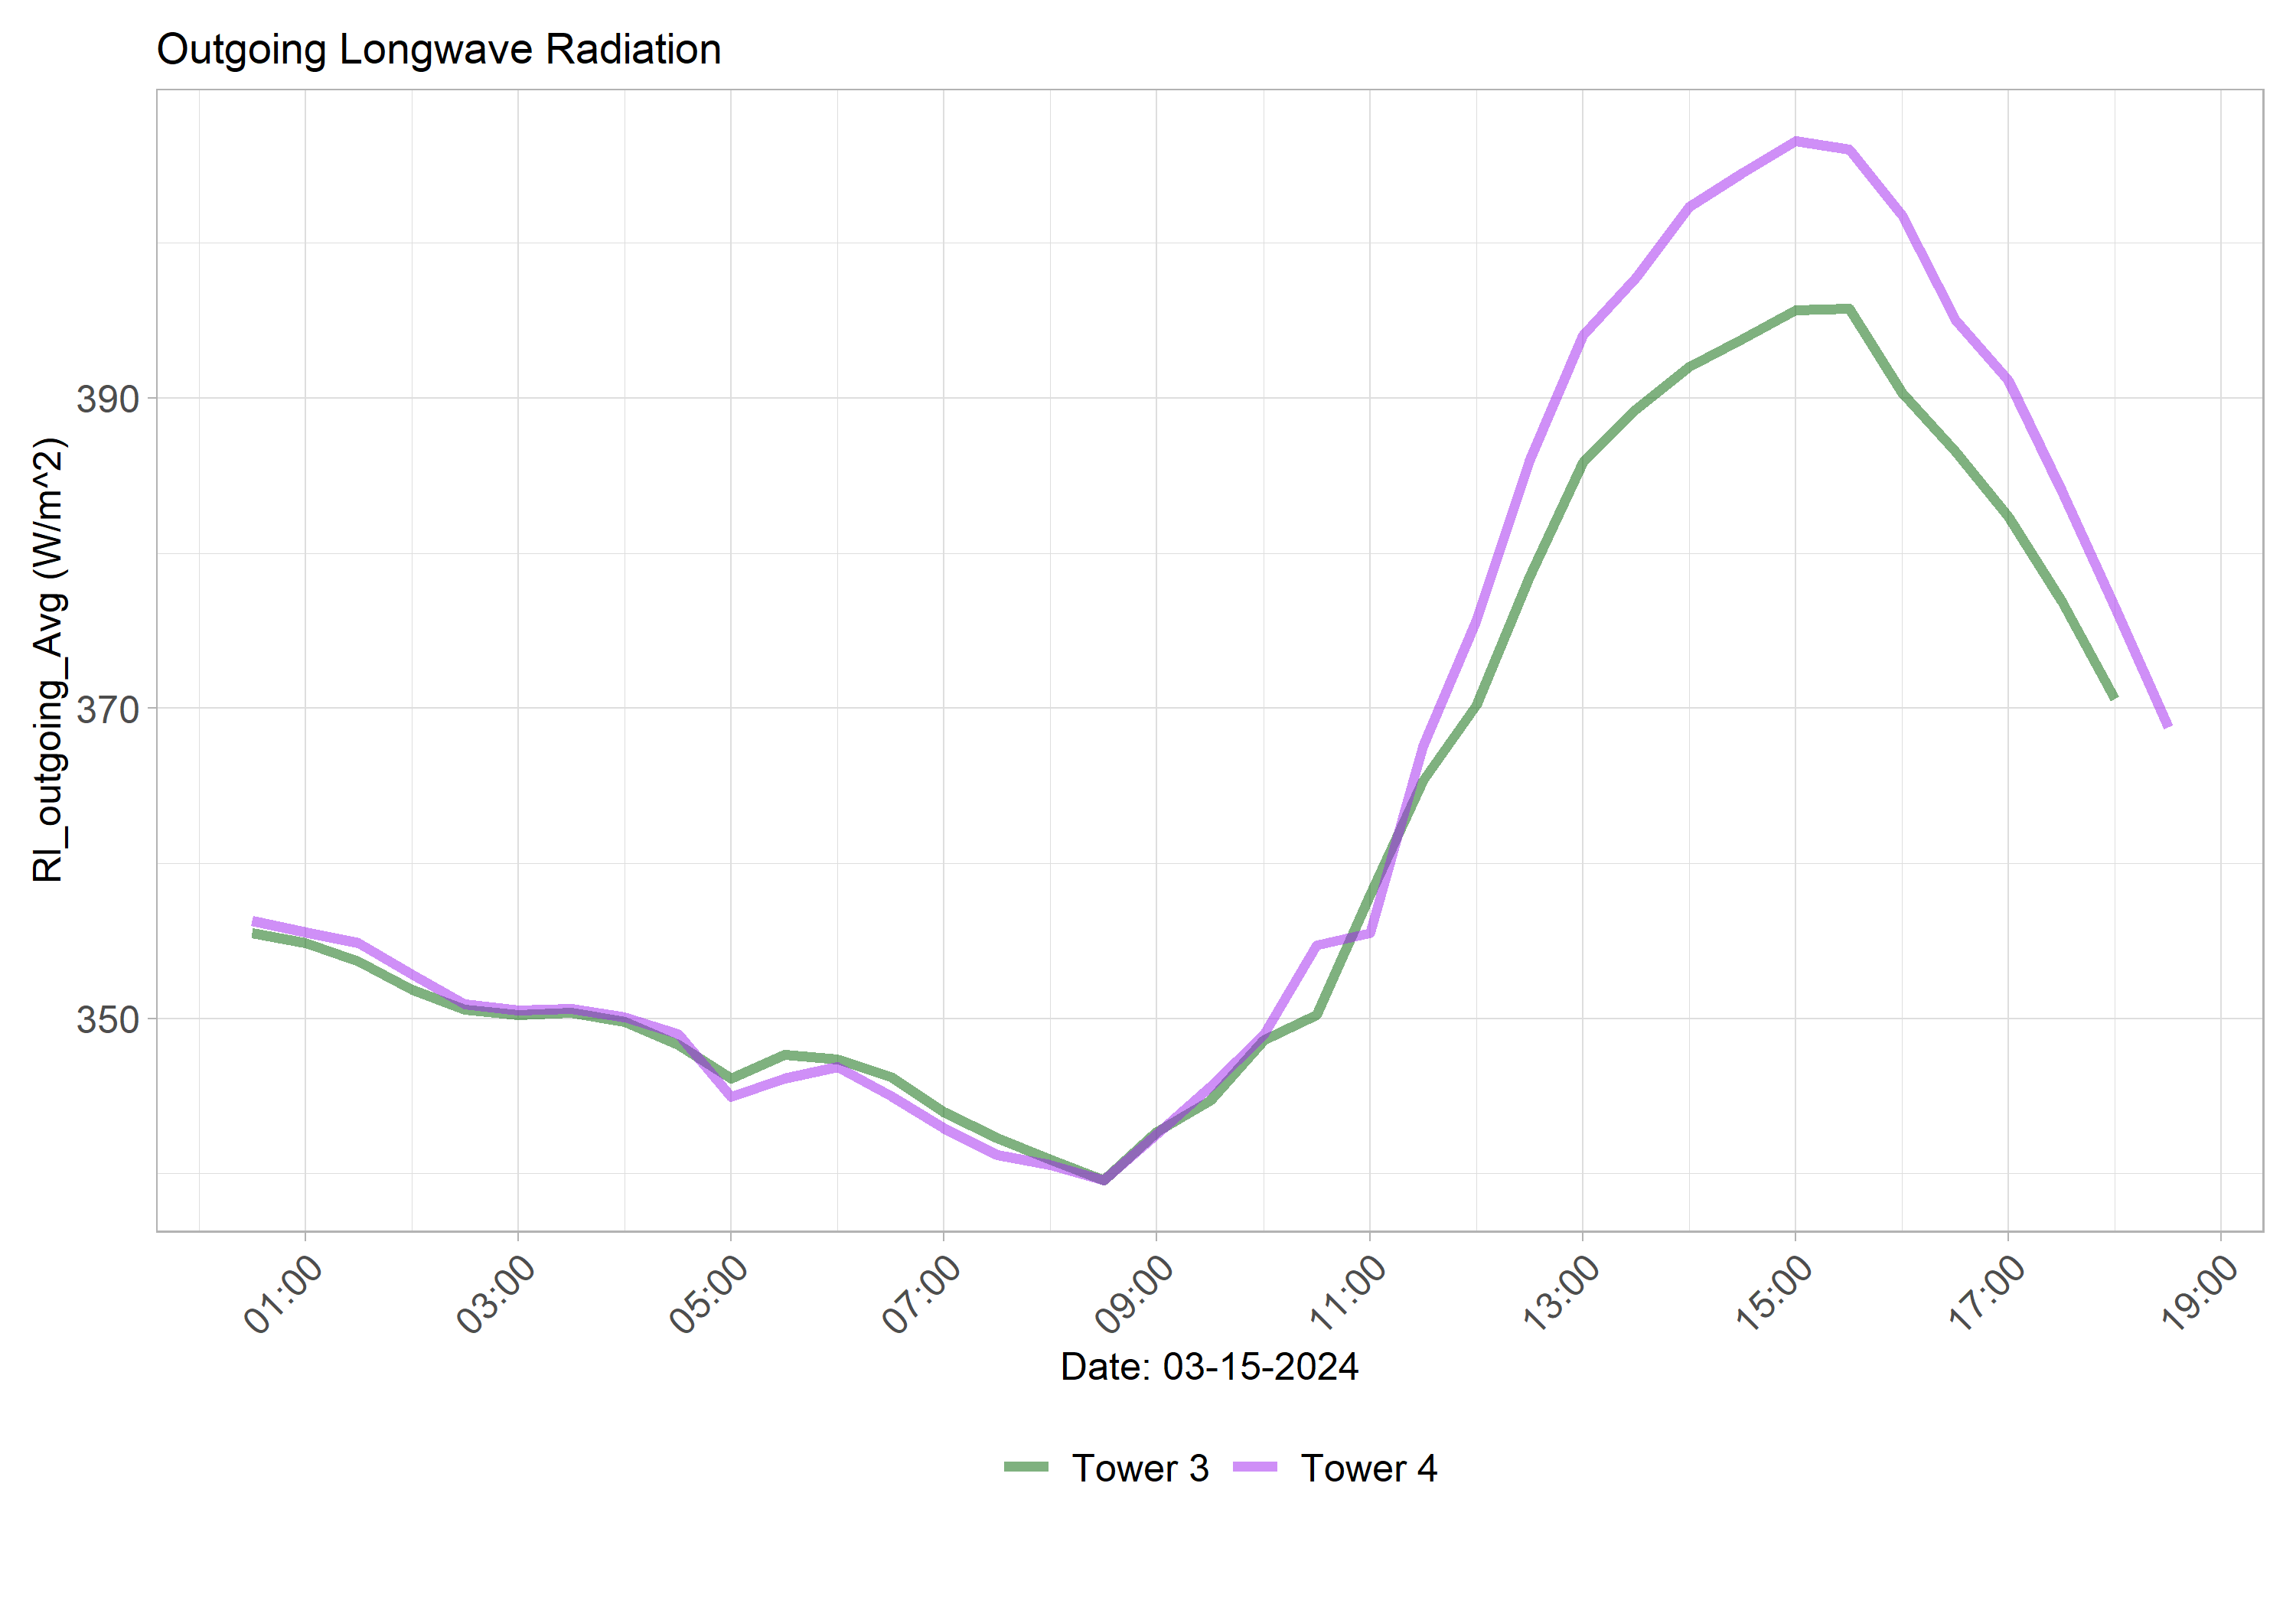 Outgoing Longwave Radiation
Rl_outgoing_Avg (W/m^2)
390
370
350
01:00
03:00
05:00
07:00
09:00
11:00
13:00
15:00
17:00
19:00
Date: 03-15-2024
Tower 3
Tower 4